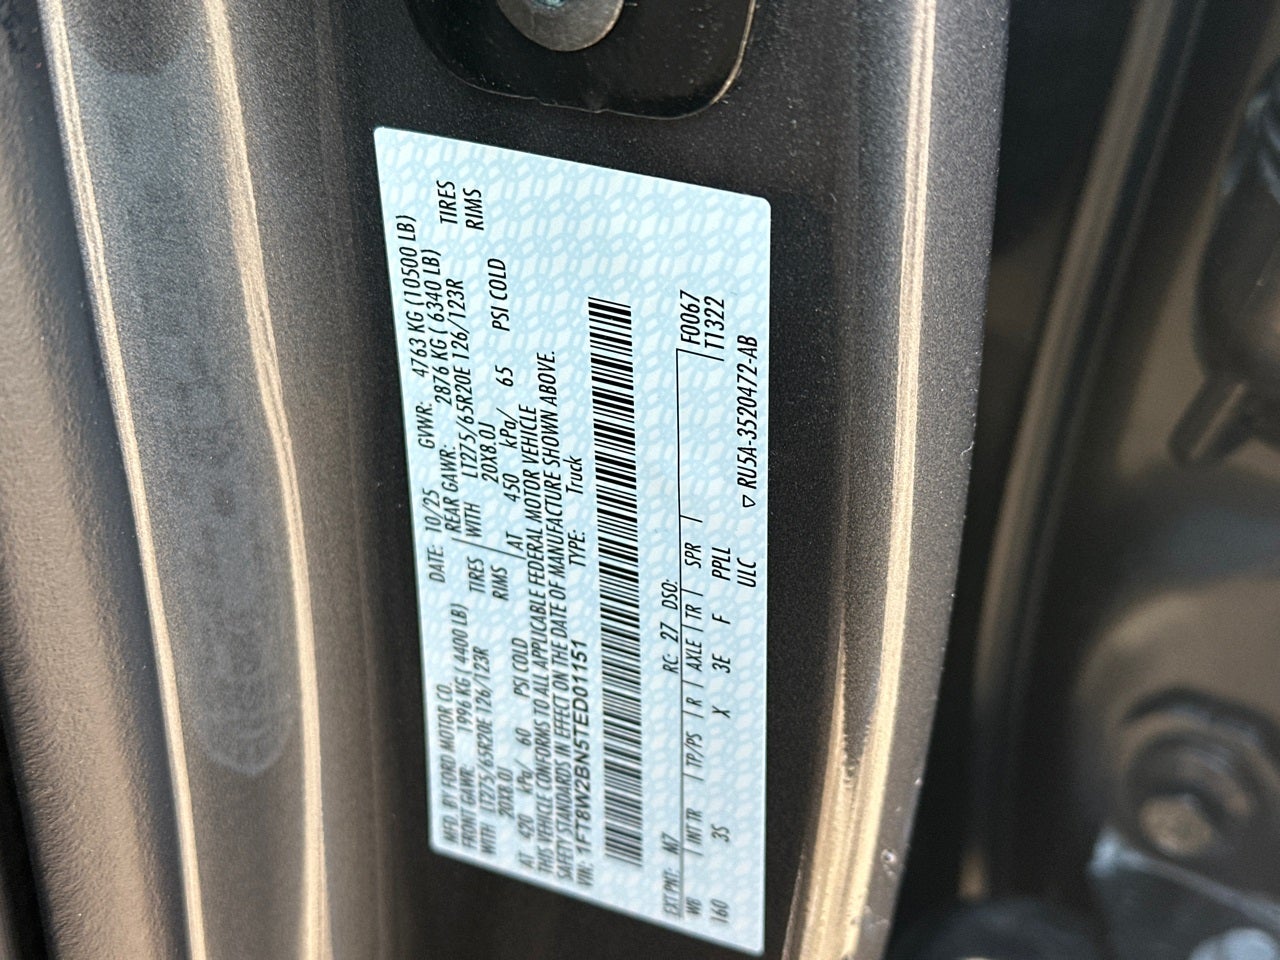 MFD. BY FORD MOTOR CO. DATE: 10/25 GVWR: 4763 KG (10500 LB)
FRONT GAWR: 1996 KG ( 4400 LB) REAR GAWR: 2876 KG ( 6340 LB)
WITH LT275/65R20E 126/123R TIRES WITH LT275/65R20E 126/123R TIRES
20X8.0J RIMS 20X8.0J RIMS
AT 420 kPa/ 60 PSI COLD AT 450 kPa/ 65 PSI COLD
THIS VEHICLE CONFORMS TO ALL APPLICABLE FEDERAL MOTOR VEHICLE
SAFETY STANDARDS IN EFFECT ON THE DATE OF MANUFACTURE SHOWN ABOVE.
VIN: 1FT8W2BN5TED01151 TYPE: Truck
EXT PNT: M7 RC: 27 DSO:
WB INT TR TP/PS R AXLE TR SPR F0067
160 3S X 3E F PPLL T1322
ULC ▽ RU5A-3520472-AB